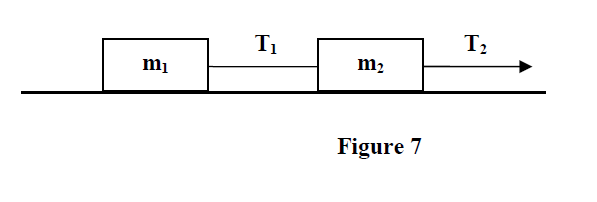 T₁ T₂
m₁ m₂
Figure 7